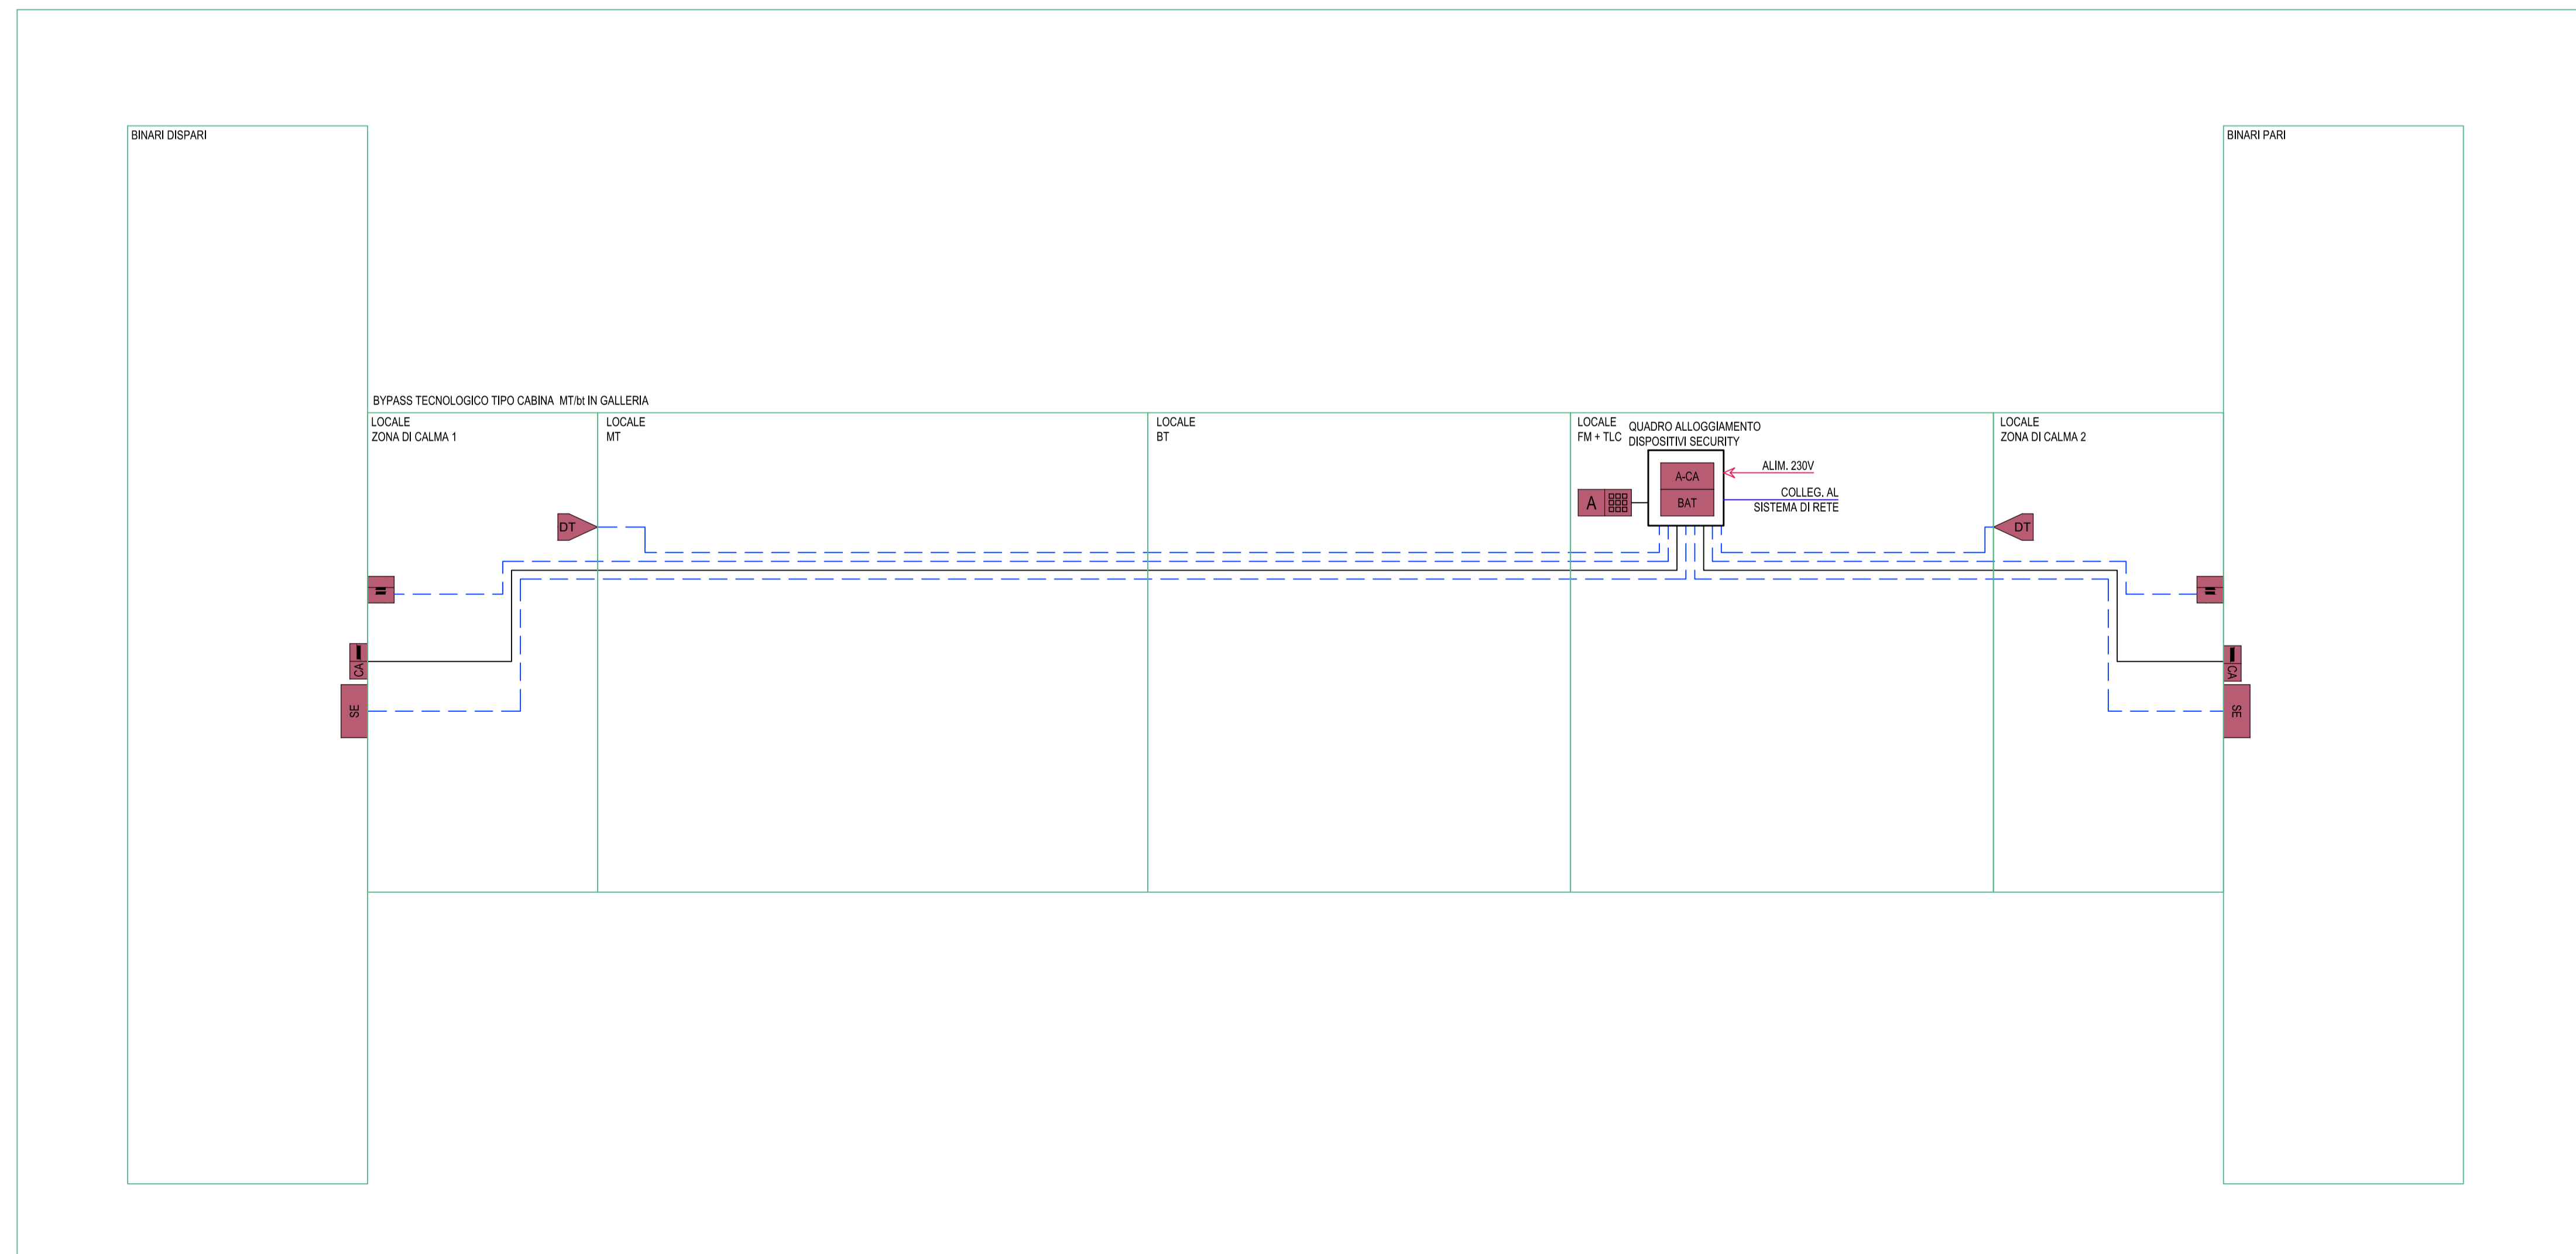 BINARI DISPARI
BINARI PARI
BYPASS TECNOLOGICO TIPO CABINA MT/bt IN GALLERIA
LOCALE
ZONA DI CALMA 1
LOCALE
MT
LOCALE
BT
LOCALE
FM + TLC
QUADRO ALLOGGIAMENTO
DISPOSITIVI SECURITY
LOCALE
ZONA DI CALMA 2
A-CA
BAT
A
ALIM. 230V
COLLEG. AL
SISTEMA DI RETE
DT
DT
CA
SE
CA
SE